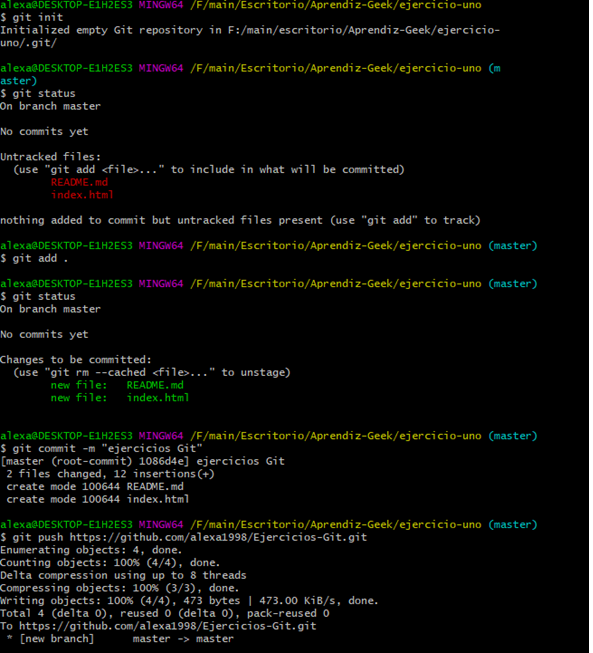 alexa@DESKTOP-E1H2ES3 MINGW64 /F/main/Escritorio/Aprendiz-Geek/ejercicio-uno
$ git init
Initialized empty Git repository in F:/main/escritorio/Aprendiz-Geek/ejercicio-
uno/.git/
alexa@DESKTOP-E1H2ES3 MINGW64 /F/main/Escritorio/Aprendiz-Geek/ejercicio-uno (m
aster)
$ git status
On branch master
No commits yet
Untracked files:
(use "git add <file>..." to include in what will be committed)
README.md
index.html
nothing added to commit but untracked files present (use "git add" to track)
alexa@DESKTOP-E1H2ES3 MINGW64 /F/main/Escritorio/Aprendiz-Geek/ejercicio-uno (master)
$ git add .
alexa@DESKTOP-E1H2ES3 MINGW64 /F/main/Escritorio/Aprendiz-Geek/ejercicio-uno (master)
$ git status
On branch master
No commits yet
Changes to be committed:
(use "git rm --cached <file>..." to unstage)
new file:   README.md
new file:   index.html
alexa@DESKTOP-E1H2ES3 MINGW64 /F/main/Escritorio/Aprendiz-Geek/ejercicio-uno (master)
$ git commit -m "ejercicios Git"
[master (root-commit) 1086d4e] ejercicios Git
2 files changed, 12 insertions(+)
create mode 100644 README.md
create mode 100644 index.html
alexa@DESKTOP-E1H2ES3 MINGW64 /F/main/Escritorio/Aprendiz-Geek/ejercicio-uno (master)
$ git push https://github.com/alexa1998/Ejercicios-Git.git
Enumerating objects: 4, done.
Counting objects: 100% (4/4), done.
Delta compression using up to 8 threads
Compressing objects: 100% (3/3), done.
Writing objects: 100% (4/4), 473 bytes | 473.00 KiB/s, done.
Total 4 (delta 0), reused 0 (delta 0), pack-reused 0
To https://github.com/alexa1998/Ejercicios-Git.git
* [new branch]      master -> master